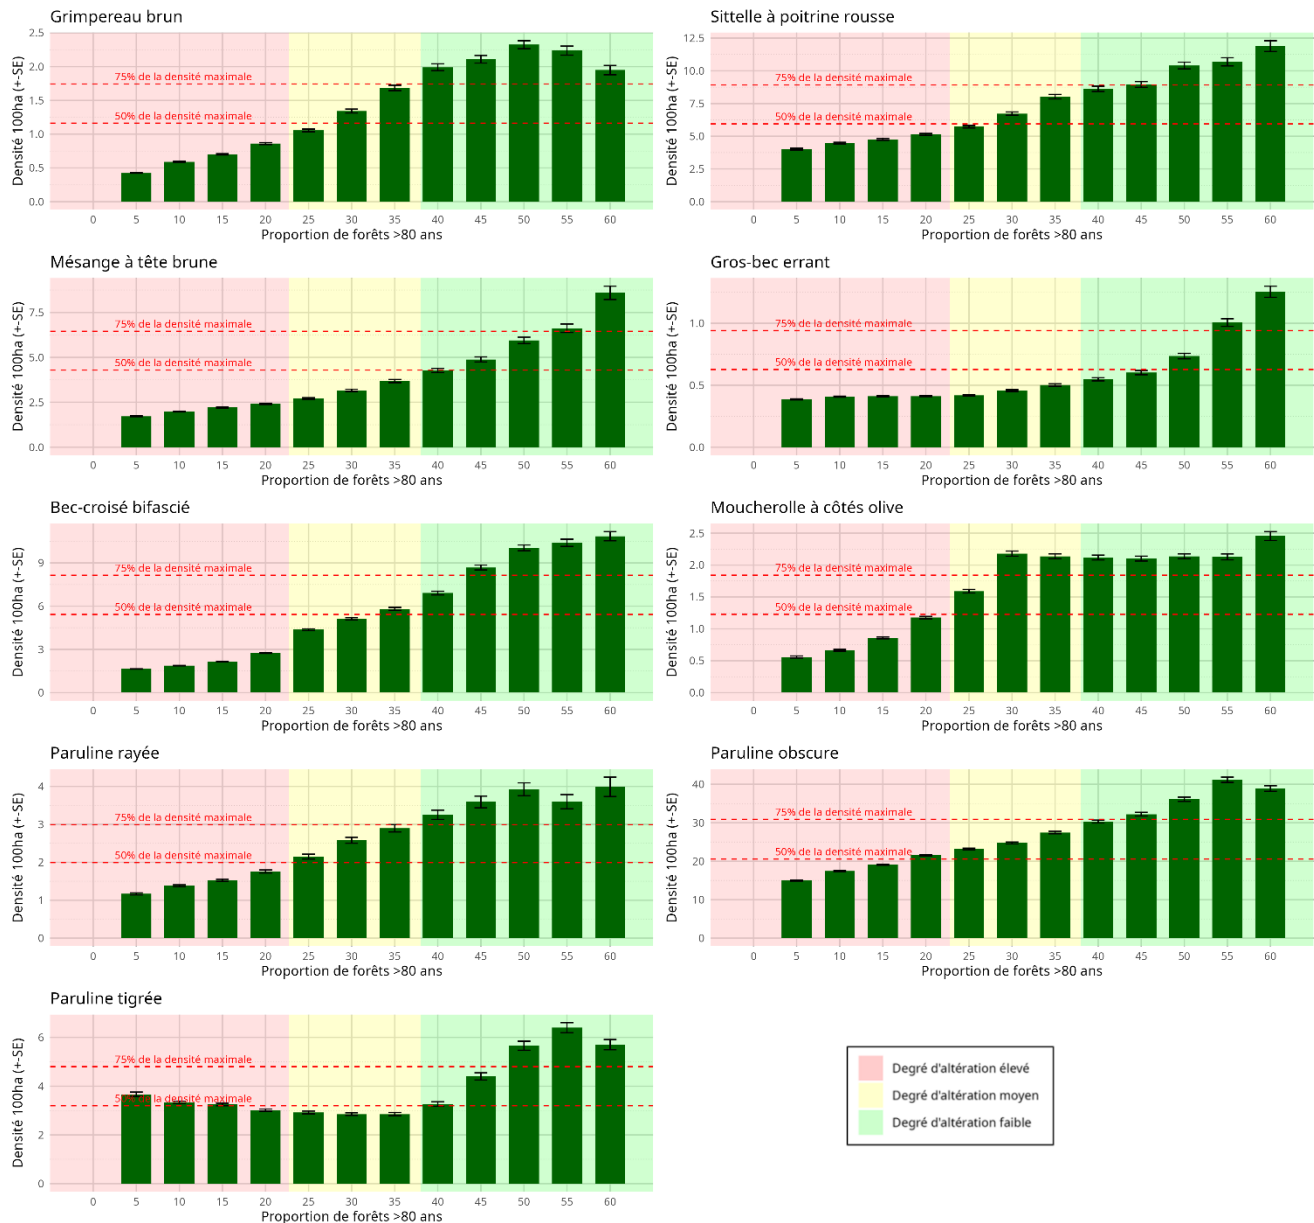 Grimpereau brun
Densité 100ha (+-SE)
2.5
2.0
1.5
1.0
0.5
0.0
75% de la densité maximale
50% de la densité maximale
0 5 10 15 20 25 30 35 40 45 50 55 60
Proportion de forêts >80 ans
Sittelle à poitrine rousse
Densité 100ha (+-SE)
12.5
10.0
7.5
5.0
2.5
0.0
75% de la densité maximale
50% de la densité maximale
0 5 10 15 20 25 30 35 40 45 50 55 60
Proportion de forêts >80 ans
Mésange à tête brune
Densité 100ha (+-SE)
7.5
5.0
2.5
0.0
75% de la densité maximale
50% de la densité maximale
0 5 10 15 20 25 30 35 40 45 50 55 60
Proportion de forêts >80 ans
Gros-bec errant
Densité 100ha (+-SE)
1.0
0.5
0.0
75% de la densité maximale
50% de la densité maximale
0 5 10 15 20 25 30 35 40 45 50 55 60
Proportion de forêts >80 ans
Bec-croisé bifascié
Densité 100ha (+-SE)
9
6
3
0
75% de la densité maximale
50% de la densité maximale
0 5 10 15 20 25 30 35 40 45 50 55 60
Proportion de forêts >80 ans
Moucherolle à côtés olive
Densité 100ha (+-SE)
2.5
2.0
1.5
1.0
0.5
0.0
75% de la densité maximale
50% de la densité maximale
0 5 10 15 20 25 30 35 40 45 50 55 60
Proportion de forêts >80 ans
Paruline rayée
Densité 100ha (+-SE)
4
3
2
1
0
75% de la densité maximale
50% de la densité maximale
0 5 10 15 20 25 30 35 40 45 50 55 60
Proportion de forêts >80 ans
Paruline obscure
Densité 100ha (+-SE)
40
30
20
10
0
75% de la densité maximale
50% de la densité maximale
0 5 10 15 20 25 30 35 40 45 50 55 60
Proportion de forêts >80 ans
Paruline tigrée
Densité 100ha (+-SE)
6
4
2
0
75% de la densité maximale
50% de la densité maximale
0 5 10 15 20 25 30 35 40 45 50 55 60
Proportion de forêts >80 ans
Degré d'altération élevé
Degré d'altération moyen
Degré d'altération faible